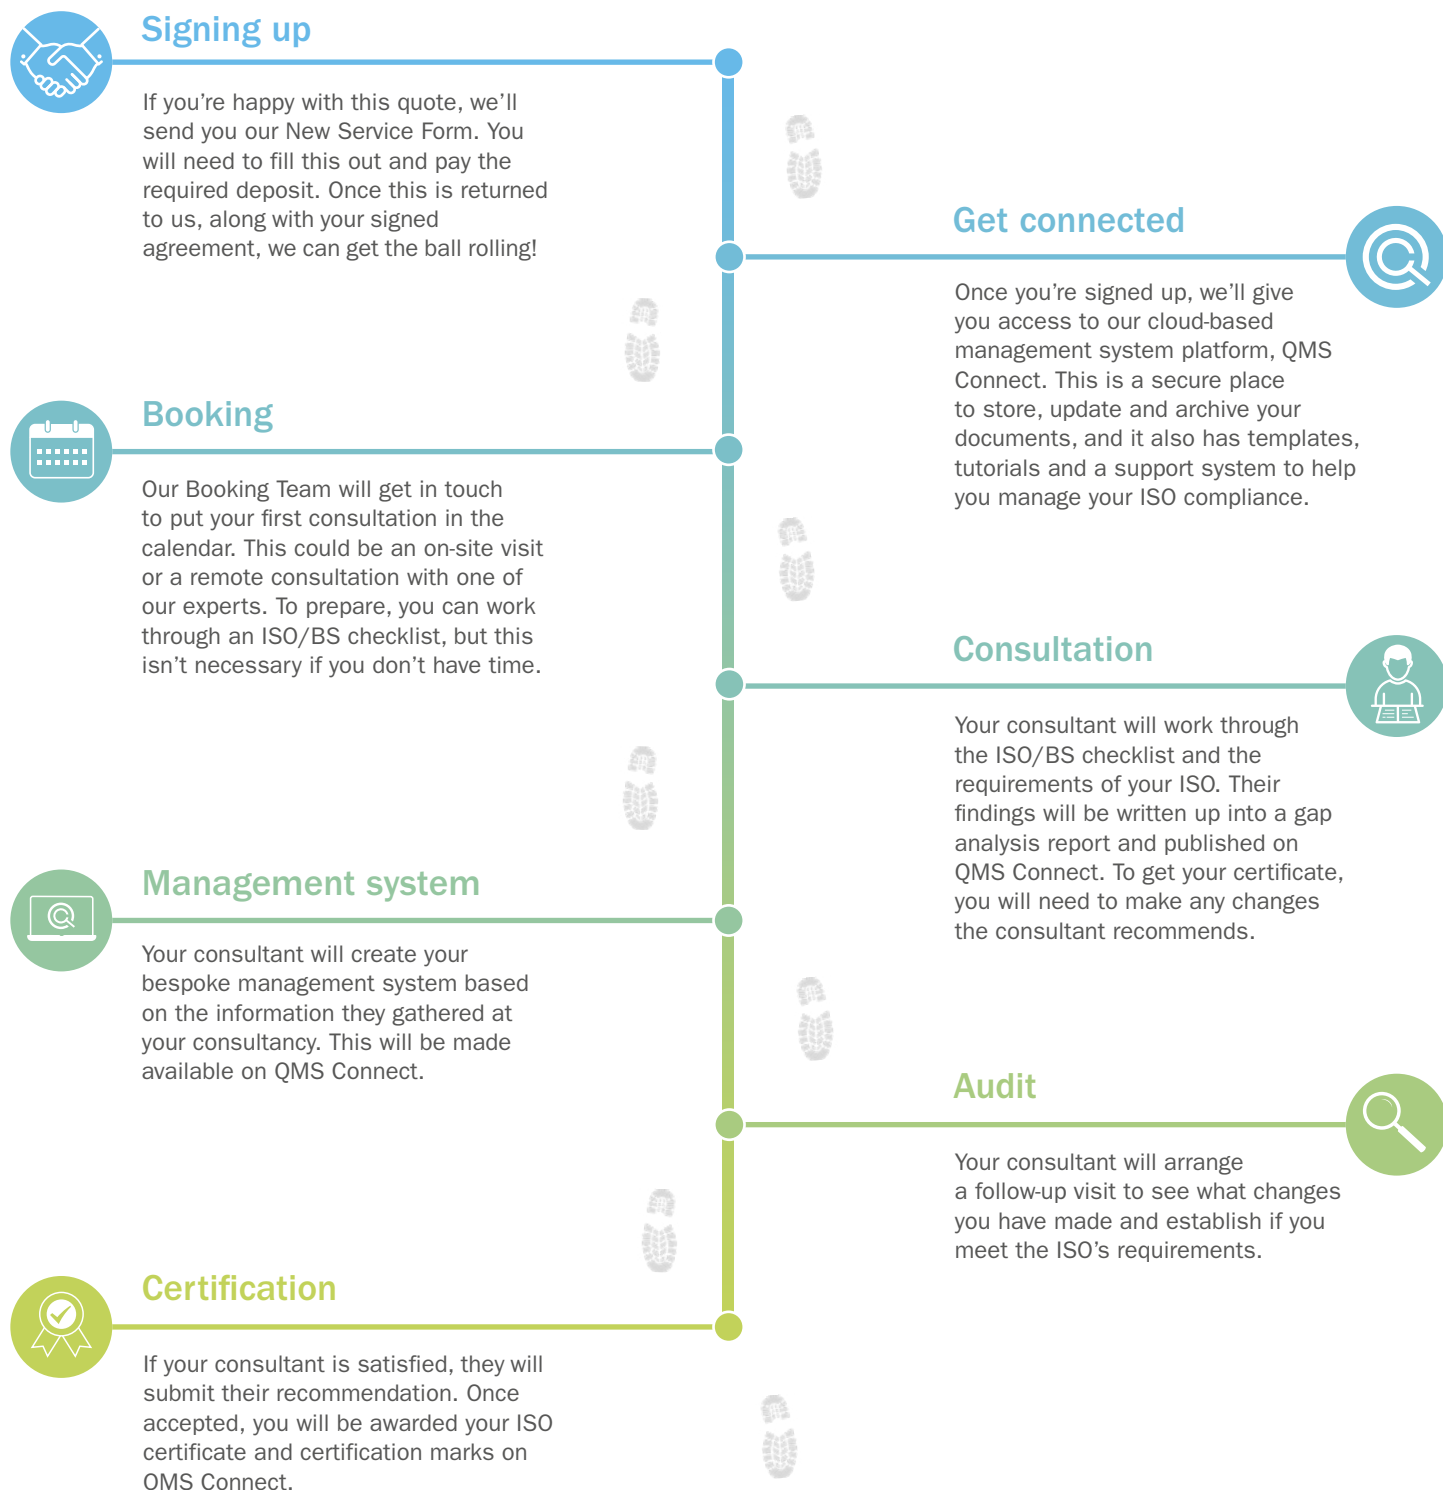 Signing up
If you’re happy with this quote, we’ll
send you our New Service Form. You
will need to fill this out and pay the
required deposit. Once this is returned
to us, along with your signed
agreement, we can get the ball rolling!
Get connected
Once you’re signed up, we’ll give
you access to our cloud-based
management system platform, QMS
Connect. This is a secure place
to store, update and archive your
documents, and it also has templates,
tutorials and a support system to help
you manage your ISO compliance.
Booking
Our Booking Team will get in touch
to put your first consultation in the
calendar. This could be an on-site visit
or a remote consultation with one of
our experts. To prepare, you can work
through an ISO/BS checklist, but this
isn’t necessary if you don’t have time.
Consultation
Your consultant will work through
the ISO/BS checklist and the
requirements of your ISO. Their
findings will be written up into a gap
analysis report and published on
QMS Connect. To get your certificate,
you will need to make any changes
the consultant recommends.
Management system
Your consultant will create your
bespoke management system based
on the information they gathered at
your consultancy. This will be made
available on QMS Connect.
Audit
Your consultant will arrange
a follow-up visit to see what changes
you have made and establish if you
meet the ISO’s requirements.
Certification
If your consultant is satisfied, they will
submit their recommendation. Once
accepted, you will be awarded your ISO
certificate and certification marks on
QMS Connect.